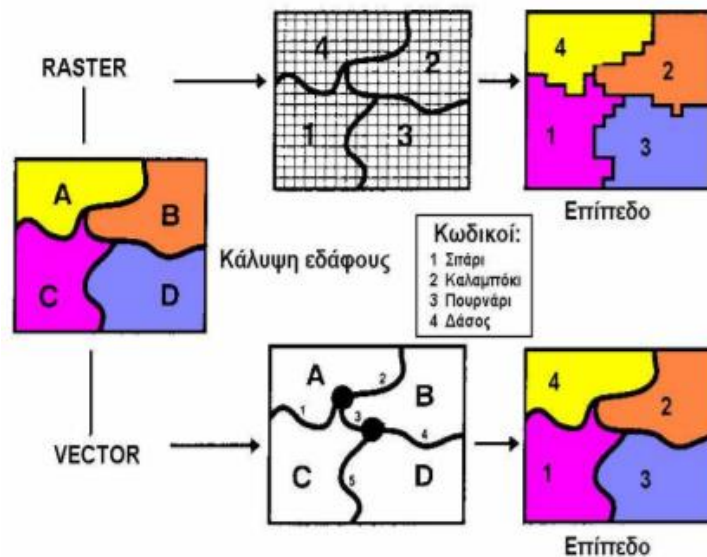 RASTER
4
2
1
3
4
2
1
3
Επίπεδο
A
B
C
D
Κάλυψη εδάφους
Κωδικοί:
1 Σιτάρι
2 Καλαμπόκι
3 Πουρνάρι
4 Δάσος
VECTOR
A
B
C
D
1
2
3
4
5
4
2
1
3
Επίπεδο